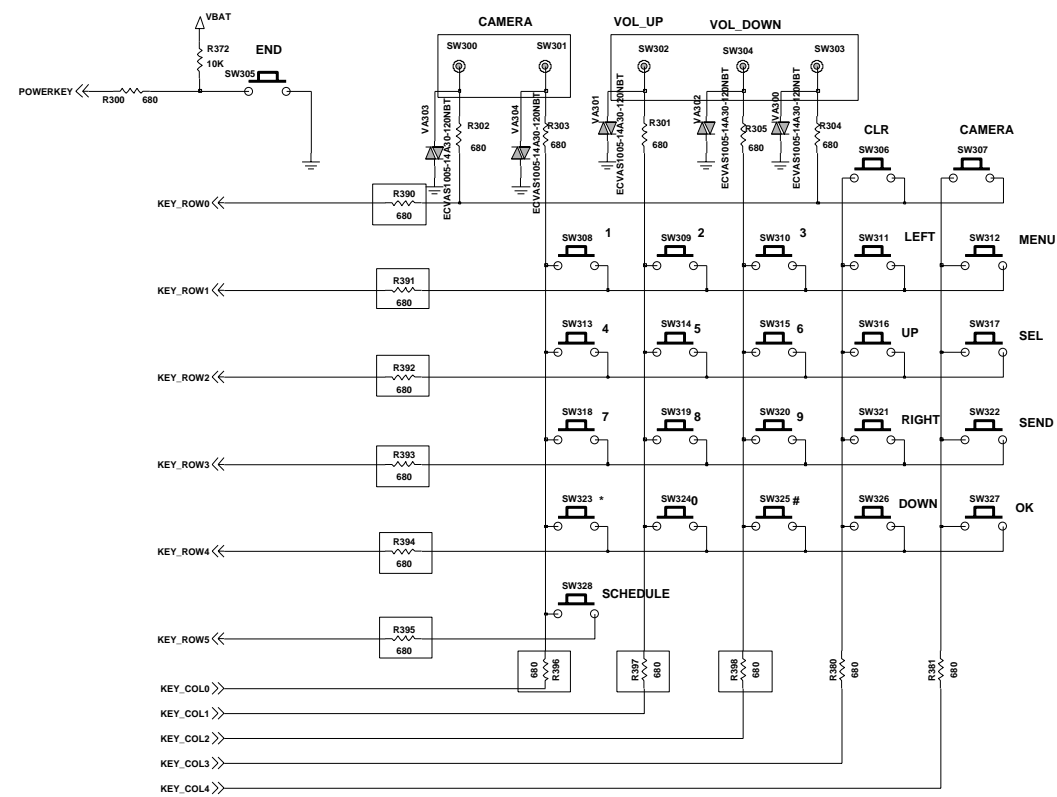 VBAT
R372
10K
END
SW305
POWERKEY
R300 680
CAMERA
SW300 SW301
VOL_UP VOL_DOWN
SW302 SW304 SW303
VA303
ECVAS1005-14A30-120NBT
R302
680
VA304
ECVAS1005-14A30-120NBT
R303
680
VA301
ECVAS1005-14A30-120NBT
R301
680
VA302
ECVAS1005-14A30-120NBT
R305
680
VA300
ECVAS1005-14A30-120NBT
R304
680
CLR
SW306
CAMERA
SW307
KEY_ROW0
R390
680
SW308 1
SW309 2
SW310 3
SW311 LEFT
SW312 MENU
KEY_ROW1
R391
680
SW313 4
SW314 5
SW315 6
SW316 UP
SW317 SEL
KEY_ROW2
R392
680
SW318 7
SW319 8
SW320 9
SW321 RIGHT
SW322 SEND
KEY_ROW3
R393
680
SW323 *
SW324 0
SW325 #
SW326 DOWN
SW327 OK
KEY_ROW4
R394
680
SW328 SCHEDULE
KEY_ROW5
R395
680
680 R396
R397 680
R398 680
R380 680
R381 680
KEY_COL0
KEY_COL1
KEY_COL2
KEY_COL3
KEY_COL4